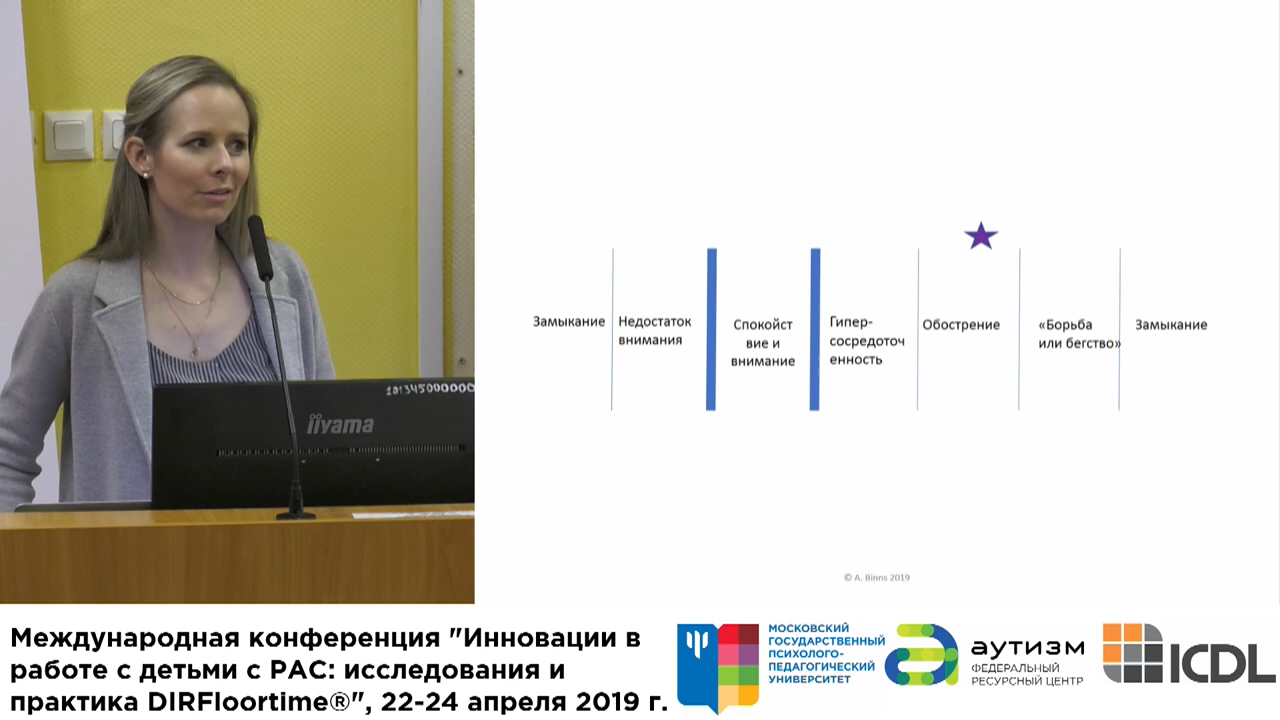 101345000000
iiyama
Замыкание
Недостаток
внимания
Спокойст
вие и
внимание
Гипер-
сосредоточ
енность
Обострение
«Борьба
или бегство»
Замыкание
© A. Binns 2019
Международная конференция "Инновации в
работе с детьми с РАС: исследования и
практика DIRFloortime®", 22-24 апреля 2019 г.
МОСКОВСКИЙ
ГОСУДАРСТВЕННЫЙ
ПСИХОЛОГО-
ПЕДАГОГИЧЕСКИЙ
УНИВЕРСИТЕТ
аутизм
ФЕДЕРАЛЬНЫЙ
РЕСУРСНЫЙ ЦЕНТР
ICDL